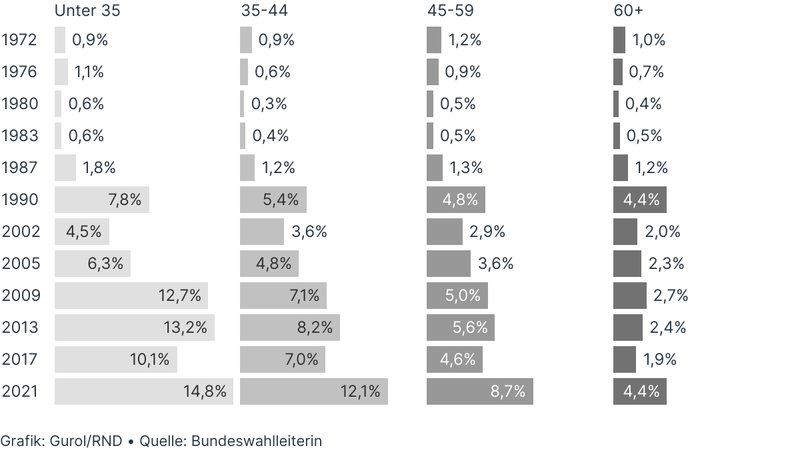 Unter 35 35-44 45-59 60+
1972 0,9% 0,9% 1,2% 1,0%
1976 1,1% 0,6% 0,9% 0,7%
1980 0,6% 0,3% 0,5% 0,4%
1983 0,6% 0,4% 0,5% 0,5%
1987 1,8% 1,2% 1,3% 1,2%
1990 7,8% 5,4% 4,8% 4,4%
2002 4,5% 3,6% 2,9% 2,0%
2005 6,3% 4,8% 3,6% 2,3%
2009 12,7% 7,1% 5,0% 2,7%
2013 13,2% 8,2% 5,6% 2,4%
2017 10,1% 7,0% 4,6% 1,9%
2021 14,8% 12,1% 8,7% 4,4%
Grafik: Gurol/RND • Quelle: Bundeswahlleiterin